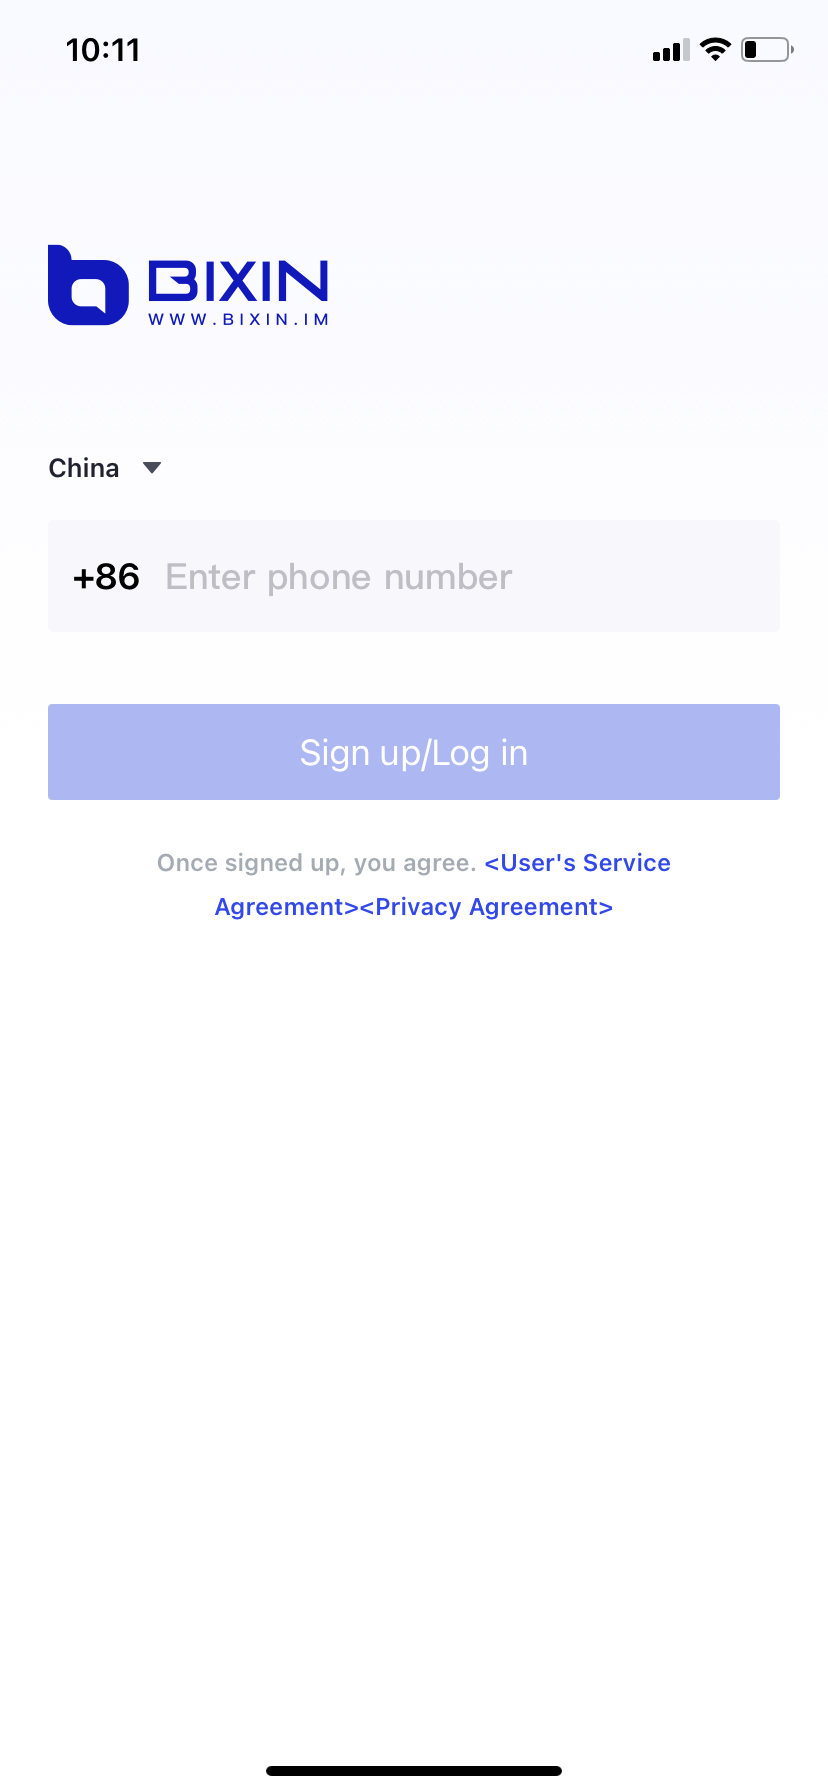 10:11
BIXIN
WWW.BIXIN.IM
China
+86 Enter phone number
Sign up/Log in
Once signed up, you agree. <User's Service
Agreement><Privacy Agreement>